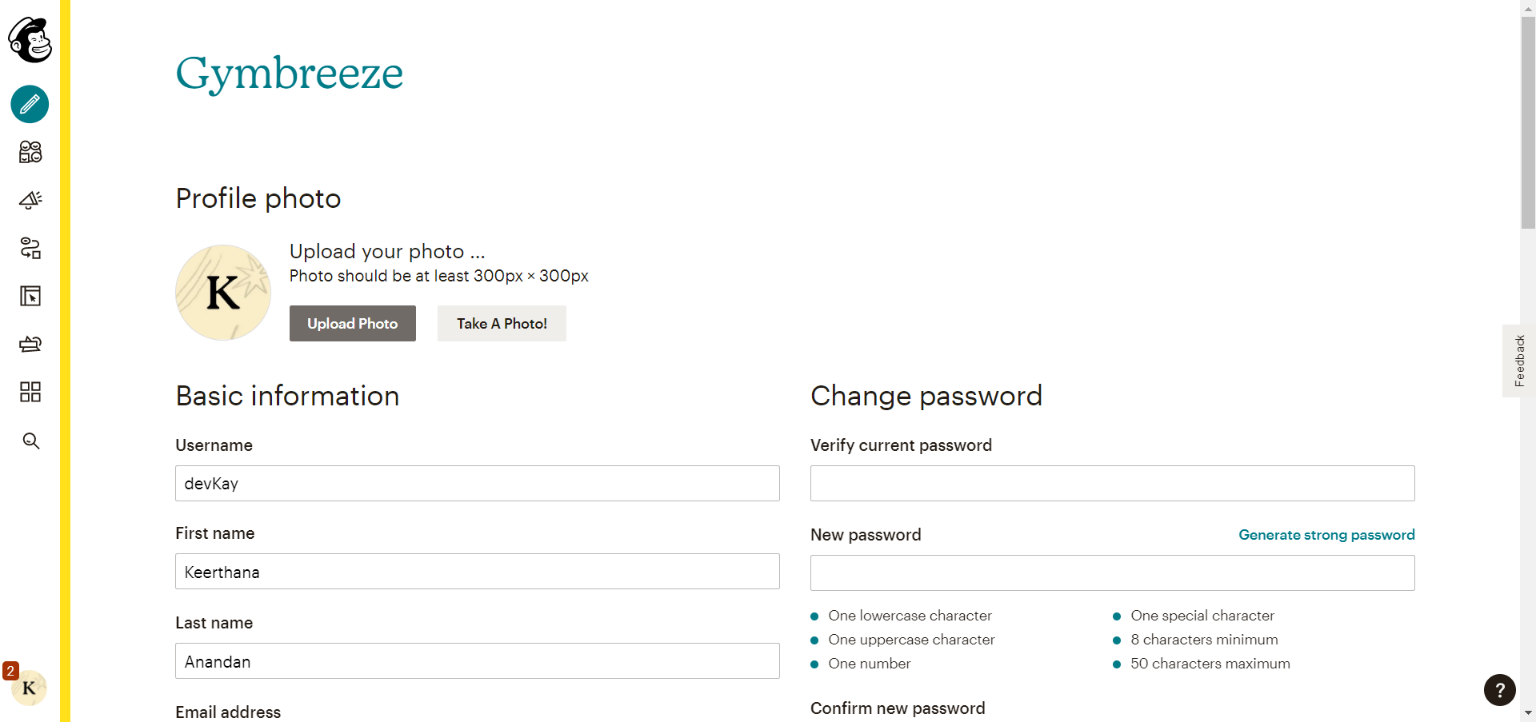 Gymbreeze
Profile photo
K
Upload your photo ...
Photo should be at least 300px × 300px
Upload Photo
Take A Photo!
Basic information
Username
devKay
First name
Keerthana
Last name
Anandan
Email address
Change password
Verify current password
New password
Generate strong password
One lowercase character
One uppercase character
One number
One special character
8 characters minimum
50 characters maximum
Confirm new password
Feedback
2
K
?